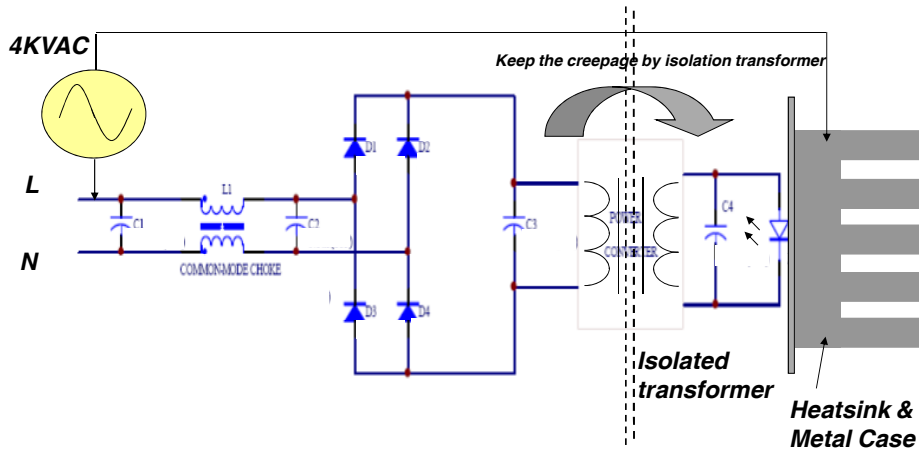 4KVAC
Keep the creepage by isolation transformer
L
N
L1
C1
C2
COMMON-MODE CHOKE
D1
D2
D3
D4
C3
POWER
CONVERTER
C4
Isolated
transformer
Heatsink &
Metal Case